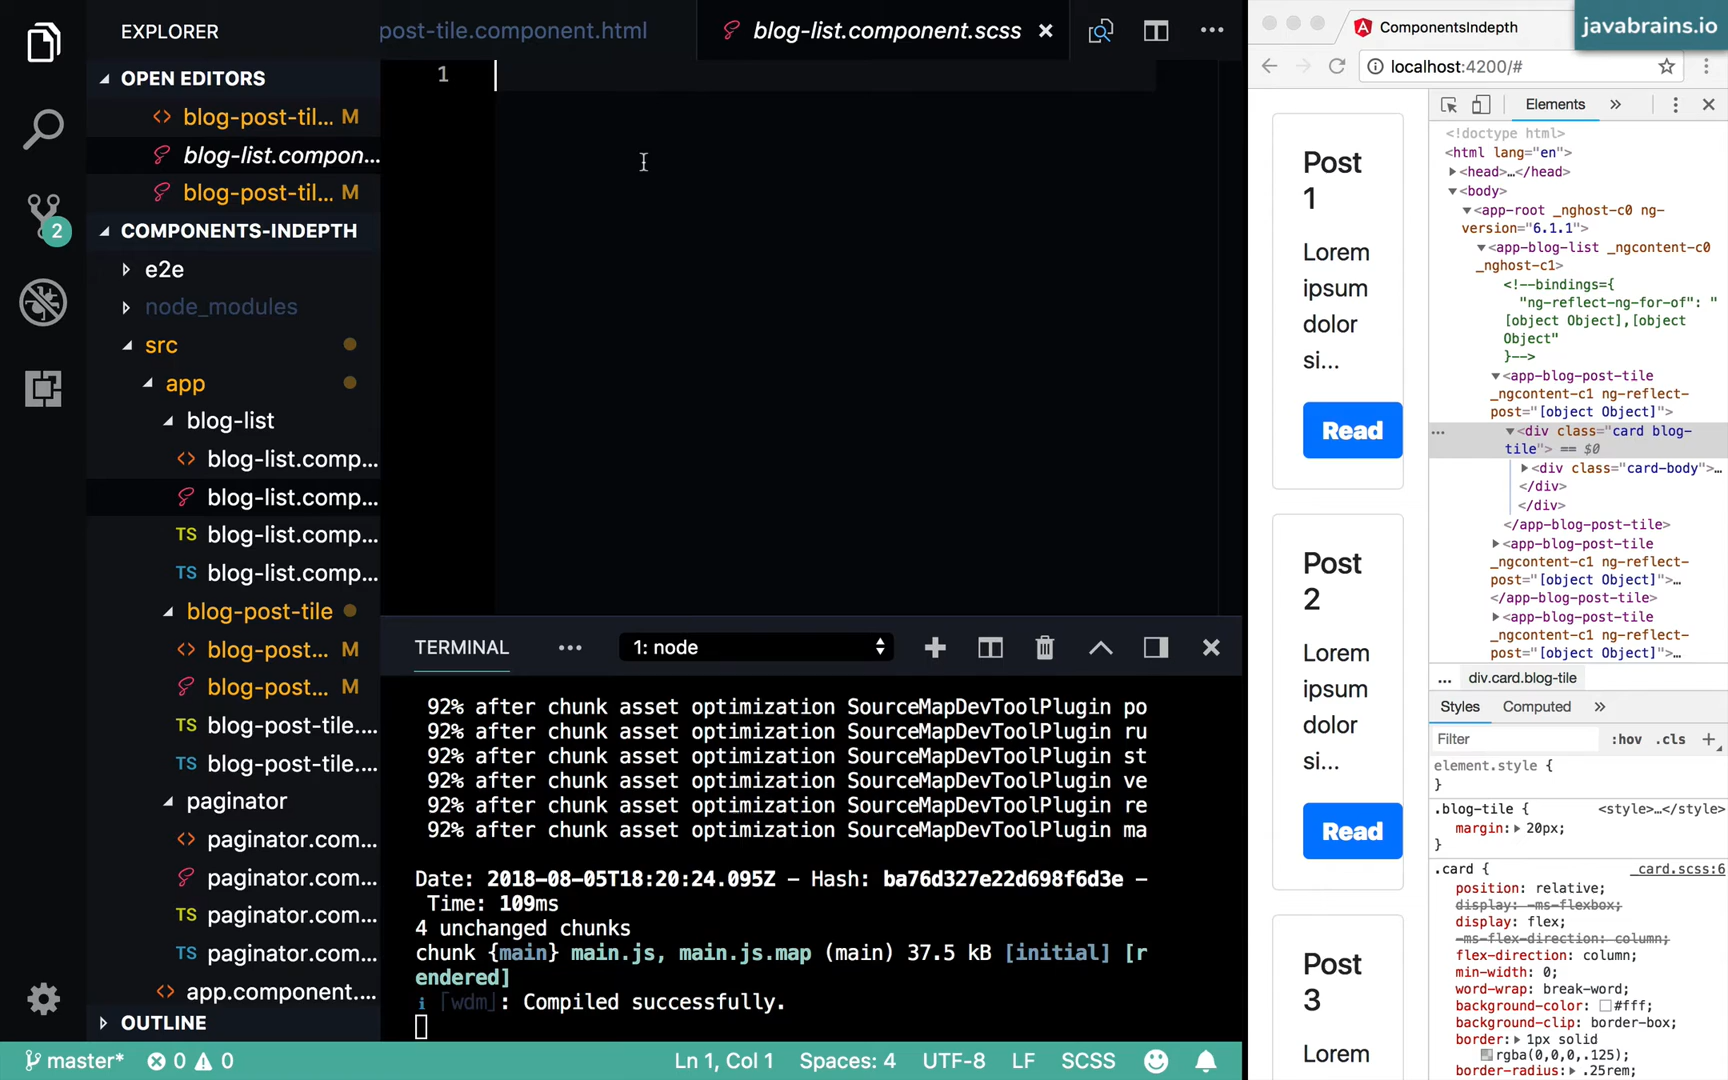 EXPLORER
OPEN EDITORS
blog-post-til... M
blog-list.compon...
blog-post-til... M
COMPONENTS-INDEPTH
e2e
node_modules
src
app
blog-list
blog-list.comp...
blog-list.comp...
TS blog-list.comp...
TS blog-list.comp...
blog-post-tile
blog-post... M
blog-post... M
TS blog-post-tile....
TS blog-post-tile....
paginator
paginator.com...
paginator.com...
TS paginator.com...
TS paginator.com...
app.component....
OUTLINE
2
post-tile.component.html
blog-list.component.scss
1
TERMINAL
1: node
92% after chunk asset optimization SourceMapDevToolPlugin po
92% after chunk asset optimization SourceMapDevToolPlugin ru
92% after chunk asset optimization SourceMapDevToolPlugin st
92% after chunk asset optimization SourceMapDevToolPlugin ve
92% after chunk asset optimization SourceMapDevToolPlugin re
92% after chunk asset optimization SourceMapDevToolPlugin ma
Date: 2018-08-05T18:20:24.095Z - Hash: ba76d327e22d698f6d3e -
Time: 109ms
4 unchanged chunks
chunk {main} main.js, main.js.map (main) 37.5 kB [initial] [r
endered]
i ｢wdm｣: Compiled successfully.
master* 0 0
Ln 1, Col 1 Spaces: 4 UTF-8 LF SCSS
ComponentsIndepth
javabrains.io
localhost:4200/#
Post
1
Lorem
ipsum
dolor
si...
Read
Post
2
Lorem
ipsum
dolor
si...
Read
Post
3
Lorem
Elements »
<!doctype html>
<html lang="en">
<head>…</head>
<body>
<app-root _nghost-c0 ng-
version="6.1.1">
<app-blog-list _ngcontent-c0
_nghost-c1>
<!--bindings={
"ng-reflect-ng-for-of": "
[object Object],[object
Object"
}-->
<app-blog-post-tile
_ngcontent-c1 ng-reflect-
post="[object Object]">
… <div class="card blog-
tile"> == $0
<div class="card-body">…
</div>
</div>
</app-blog-post-tile>
<app-blog-post-tile
_ngcontent-c1 ng-reflect-
post="[object Object]">…
</app-blog-post-tile>
<app-blog-post-tile
_ngcontent-c1 ng-reflect-
post="[object Object]">…
... div.card.blog-tile
Styles Computed »
Filter :hov .cls +
element.style {
}
.blog-tile { <style>…</style>
margin: 20px;
}
.card { _card.scss:6
position: relative;
display: -ms-flexbox;
display: flex;
-ms-flex-direction: column;
flex-direction: column;
min-width: 0;
word-wrap: break-word;
background-color: #fff;
background-clip: border-box;
border: 1px solid
rgba(0,0,0,.125);
border-radius: .25rem;